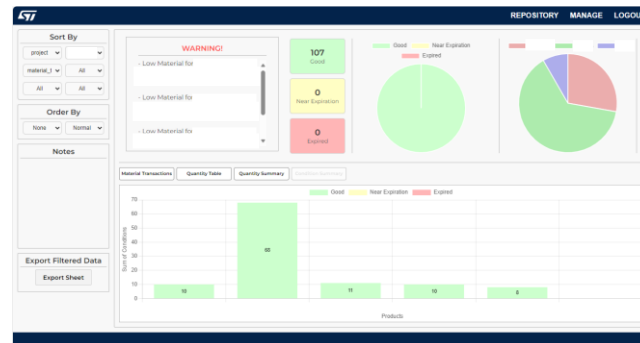 REPOSITORY MANAGE LOGOU
Sort By
project
material_t All
All All
Order By
None Normal
Notes
Export Filtered Data
Export Sheet
WARNING!
- Low Material for
- Low Material for
- Low Material for
107
Good
0
Near Expiration
0
Expired
Good Near Expiration
Expired
Material Transactions Quantity Table Quantity Summary
Good Near Expiration Expired
Sum of Conditions
70
60
50
40
30
20
10
0
10
68
11
10
8
Products